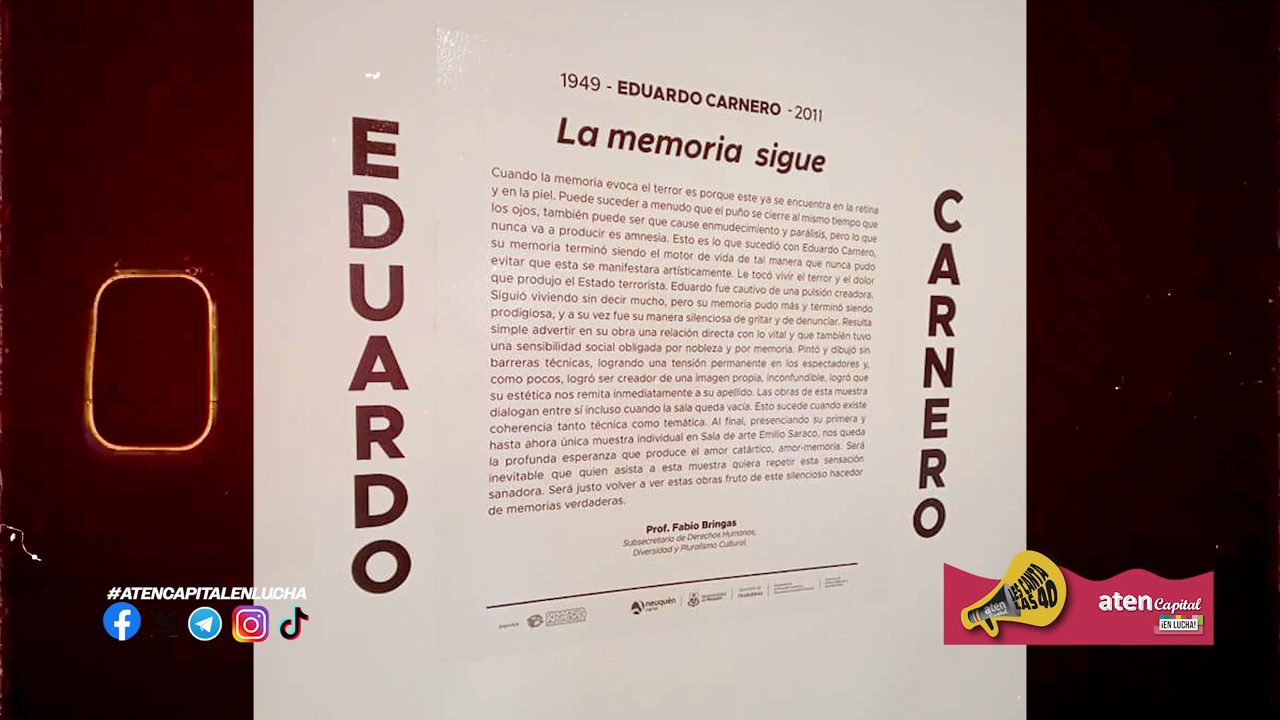 1949 - EDUARDO CARNERO - 2011
La memoria sigue
EDUARDO
CARNERO
Cuando la memoria evoca el terror es porque este ya se encuentra en la retina
y en la piel. Puede suceder a menudo que el puño se cierre al mismo tiempo que
los ojos, también puede ser que cause enmudecimiento y parálisis, pero lo que
nunca va a producir es amnesia. Esto es lo que sucedió con Eduardo Carnero,
su memoria terminó siendo el motor de vida de tal manera que nunca pudo
evitar que esta se manifestara artísticamente. Le tocó vivir el terror y el dolor
que produjo el Estado terrorista. Eduardo fue cautivo de una pulsión creadora.
Siguió viviendo sin decir mucho, pero su memoria pudo más y terminó siendo
prodigiosa, y a su vez fue su manera silenciosa de gritar y de denunciar. Resulta
simple advertir en su obra una relación directa con lo vital y que también tuvo
una sensibilidad social obligada por nobleza y por memoria. Pintó y dibujó sin
barreras técnicas, logrando una tensión permanente en los espectadores y,
como pocos, logró ser creador de una imagen propia, inconfundible, logró que
su estética nos remita inmediatamente a su apellido. Las obras de esta muestra
dialogan entre sí incluso cuando la sala queda vacía. Esto sucede cuando existe
coherencia tanto técnica como temática. Al final, presenciando su primera y
hasta ahora única muestra individual en Sala de arte Emilio Saraco, nos queda
la profunda esperanza que produce el amor catártico, amor-memoria. Será
inevitable que quien asista a esta muestra quiera repetir esta sensación
sanadora. Será justo volver a ver estas obras fruto de este silencioso hacedor
de memorias verdaderas.
Prof. Fabio Bringas
Subsecretario de Derechos Humanos,
Diversidad y Pluralismo Cultural
neuquén
#ATENCAPITALENLUCHA
aten
LES CANTA
LAS 40
aten Capital
¡EN LUCHA!